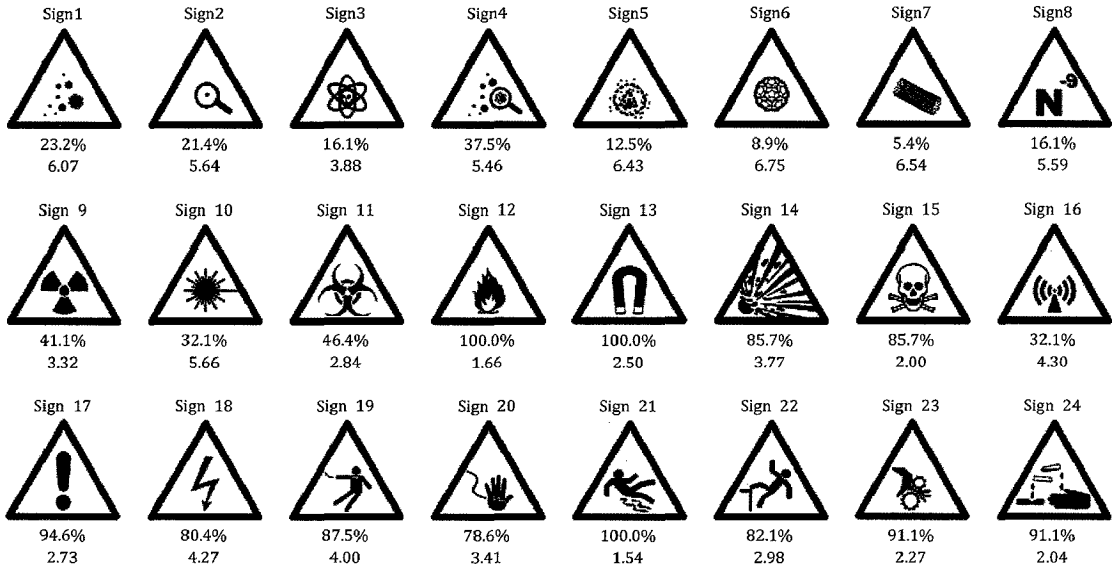 Sign1 Sign2 Sign3 Sign4 Sign5 Sign6 Sign7 Sign8
N-9
23.2% 21.4% 16.1% 37.5% 12.5% 8.9% 5.4% 16.1%
6.07 5.64 3.88 5.46 6.43 6.75 6.54 5.59
Sign 9 Sign 10 Sign 11 Sign 12 Sign 13 Sign 14 Sign 15 Sign 16
41.1% 32.1% 46.4% 100.0% 100.0% 85.7% 85.7% 32.1%
3.32 5.66 2.84 1.66 2.50 3.77 2.00 4.30
Sign 17 Sign 18 Sign 19 Sign 20 Sign 21 Sign 22 Sign 23 Sign 24
94.6% 80.4% 87.5% 78.6% 100.0% 82.1% 91.1% 91.1%
2.73 4.27 4.00 3.41 1.54 2.98 2.27 2.04